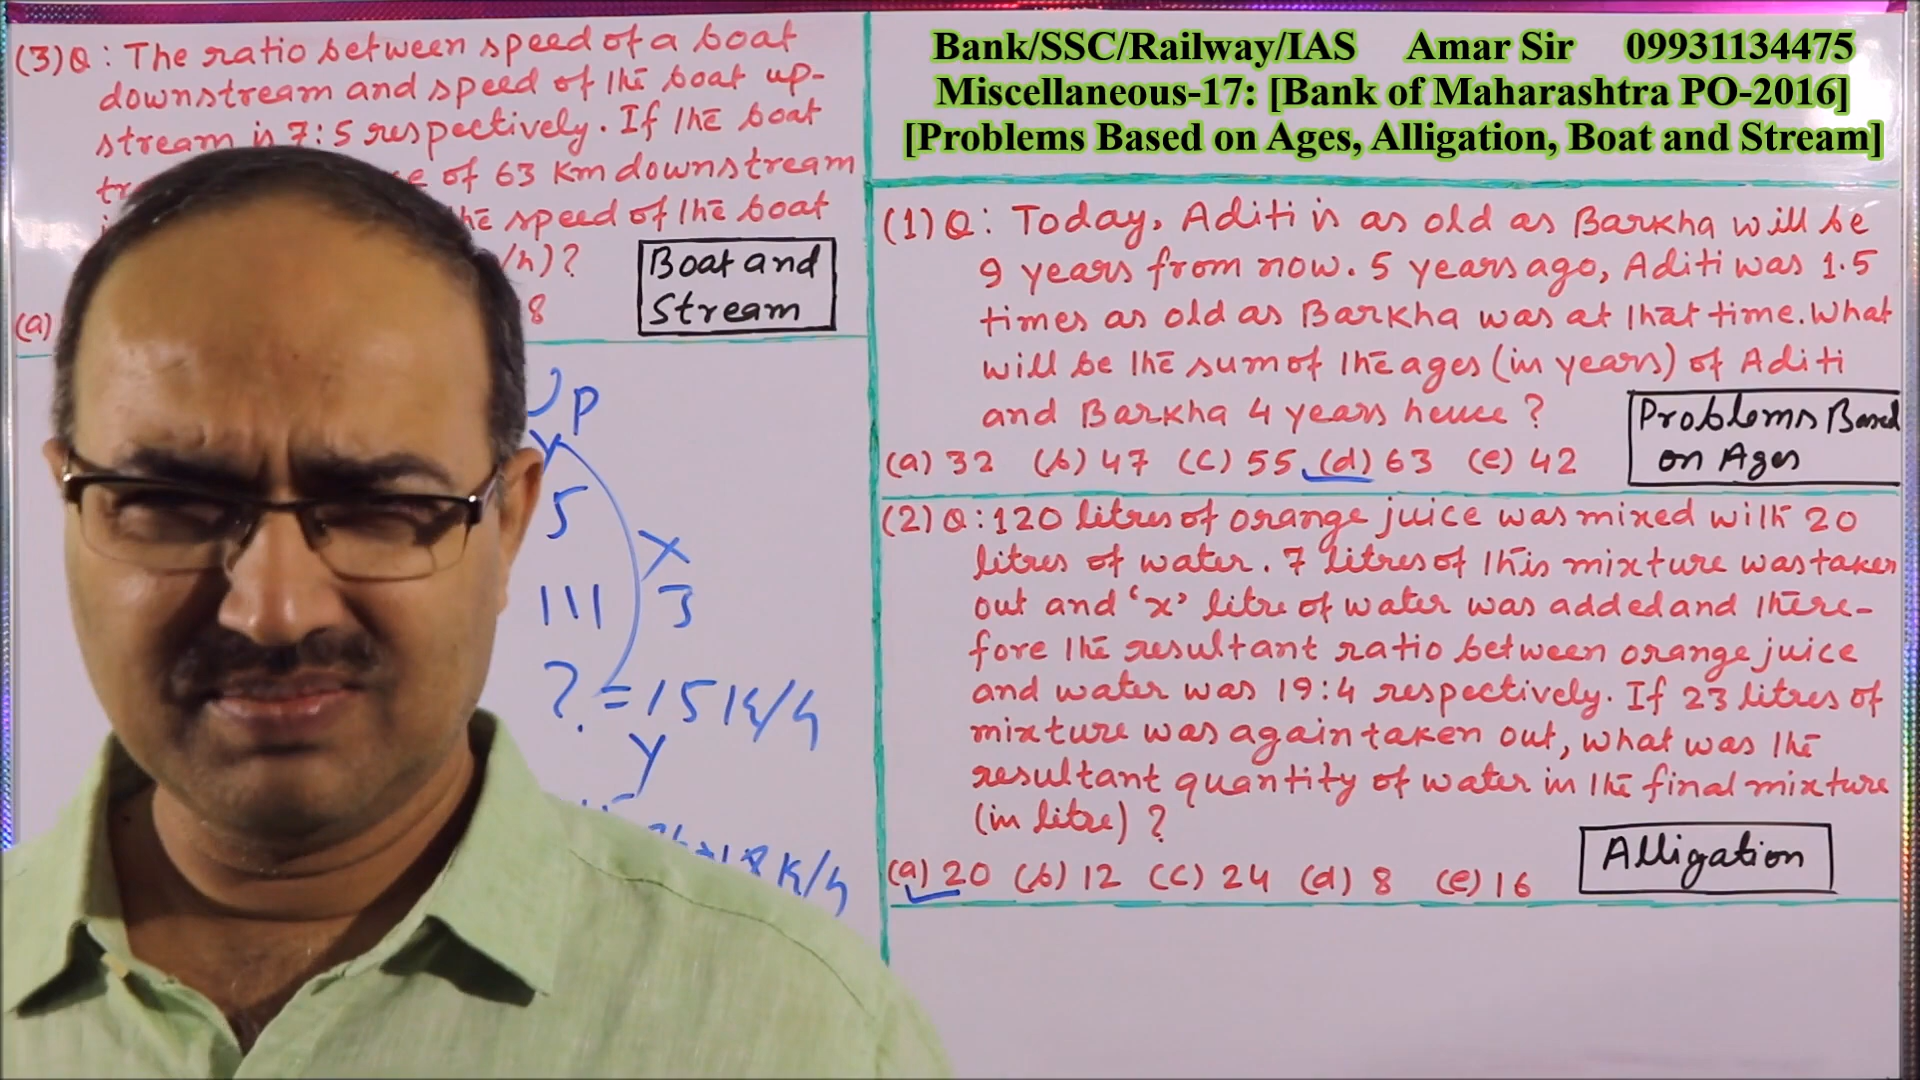 Bank/SSC/Railway/IAS Amar Sir 09931134475
Miscellaneous-17: [Bank of Maharashtra PO-2016]
[Problems Based on Ages, Alligation, Boat and Stream]
(3) Q: The ratio between speed of a boat
downstream and speed of the boat up-
stream is 7:5 respectively. If the boat
of 63 Km downstream
the speed of the boat
/h)?
Boat and
Stream
(a) 8
Up
5
X
111 3
? = 15 K/h
Y
18 K/h
(1) Q: Today, Aditi is as old as Barkha will be
9 years from now. 5 years ago, Aditi was 1.5
times as old as Barkha was at that time. What
will be the sum of the ages (in years) of Aditi
and Barkha 4 years hence?
Problems Based
on Ages
(a) 32 (b) 47 (c) 55 (d) 63 (e) 42
(2) Q: 120 litres of orange juice was mixed with 20
litres of water. 7 litres of this mixture was taken
out and 'x' litre of water was added and there-
fore the resultant ratio between orange juice
and water was 19:4 respectively. If 23 litres of
mixture was again taken out, what was the
resultant quantity of water in the final mixture
(in litre)?
Alligation
(a) 20 (b) 12 (c) 24 (d) 8 (e) 16